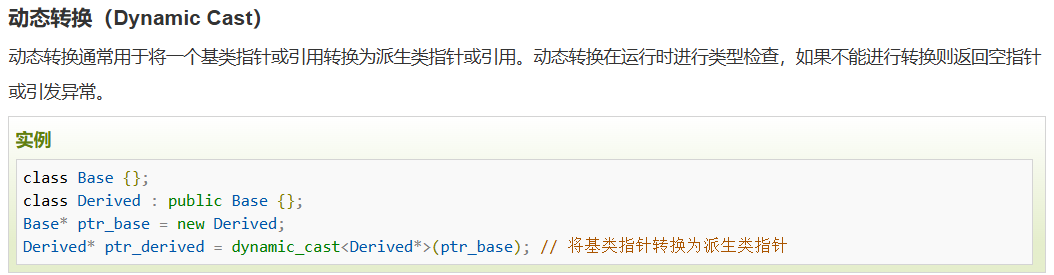 动态转换（Dynamic Cast）
动态转换通常用于将一个基类指针或引用转换为派生类指针或引用。动态转换在运行时进行类型检查，如果不能进行转换则返回空指针
或引发异常。
实例
class Base {};
class Derived : public Base {};
Base* ptr_base = new Derived;
Derived* ptr_derived = dynamic_cast<Derived*>(ptr_base); // 将基类指针转换为派生类指针